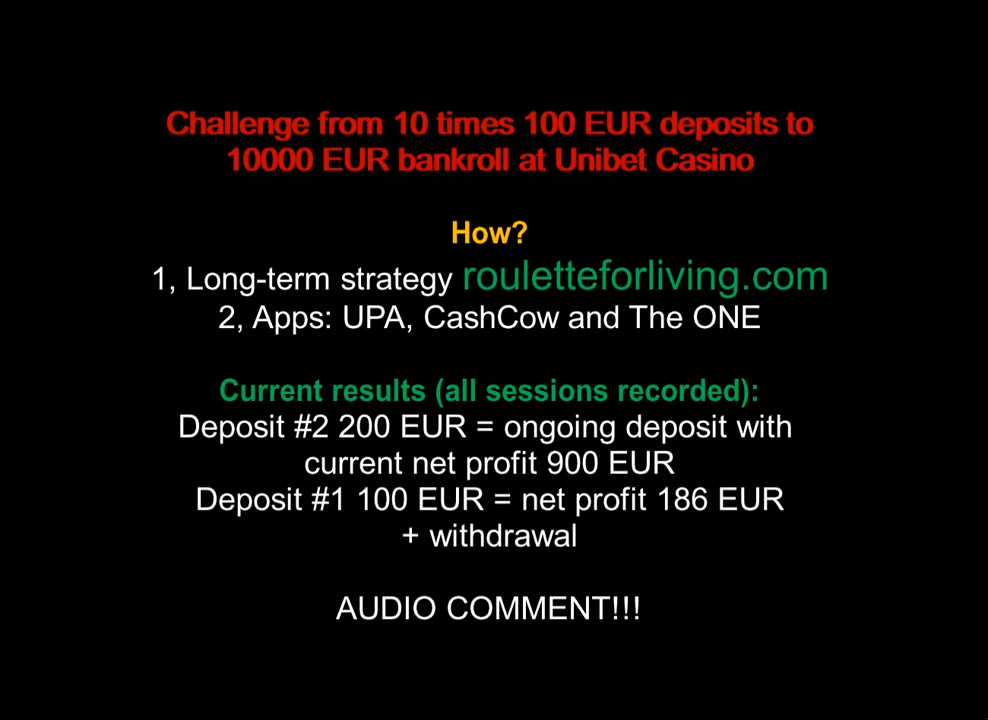 Challenge from 10 times 100 EUR deposits to
10000 EUR bankroll at Unibet Casino
How?
1, Long-term strategy rouletteforliving.com
2, Apps: UPA, CashCow and The ONE
Current results (all sessions recorded):
Deposit #2 200 EUR = ongoing deposit with
current net profit 900 EUR
Deposit #1 100 EUR = net profit 186 EUR
+ withdrawal
AUDIO COMMENT!!!